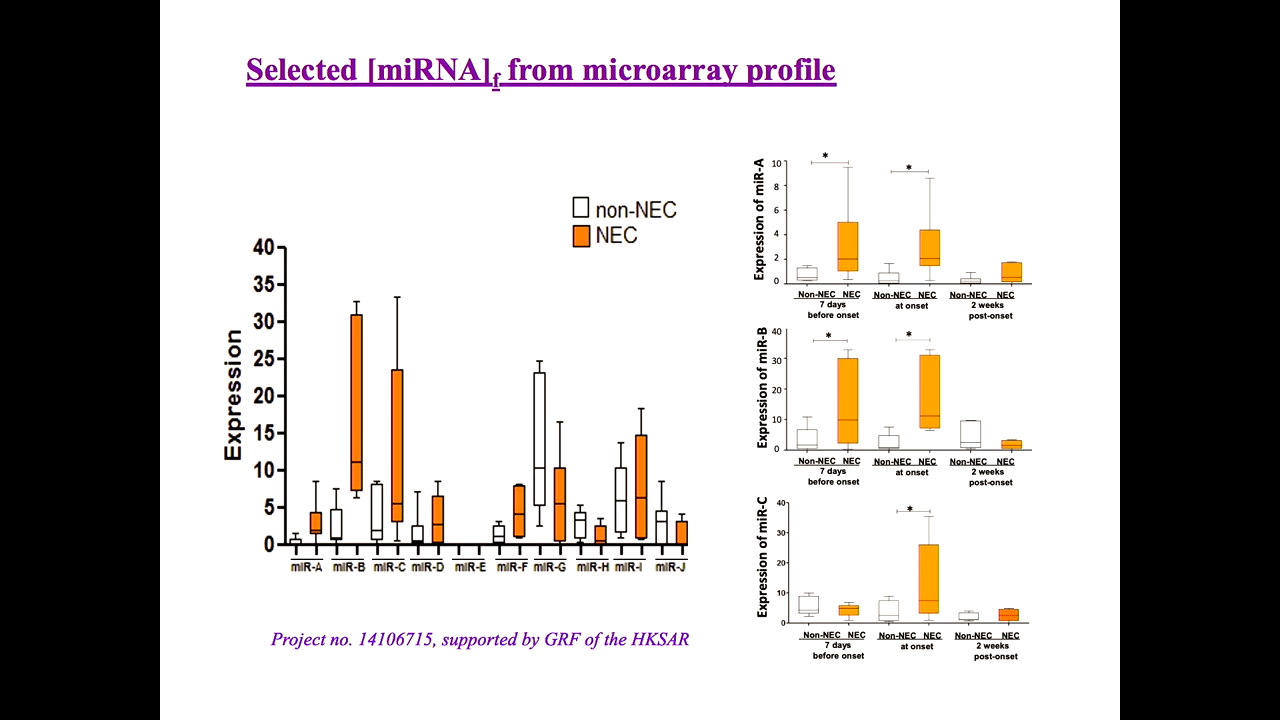 Selected [miRNA]f from microarray profile
non-NEC
NEC
Expression
40
35
30
25
20
15
10
5
0
miR-A miR-B miR-C miR-D miR-E miR-F miR-G miR-H miR-I miR-J
Project no. 14106715, supported by GRF of the HKSAR
Expression of miR-A
10
8
6
4
2
0
* *
Non-NEC NEC Non-NEC NEC Non-NEC NEC
7 days before onset
at onset
2 weeks post-onset
Expression of miR-B
40
30
20
10
0
* *
Non-NEC NEC Non-NEC NEC Non-NEC NEC
7 days before onset
at onset
2 weeks post-onset
Expression of miR-C
40
30
20
10
0
*
Non-NEC NEC Non-NEC NEC Non-NEC NEC
7 days before onset
at onset
2 weeks post-onset